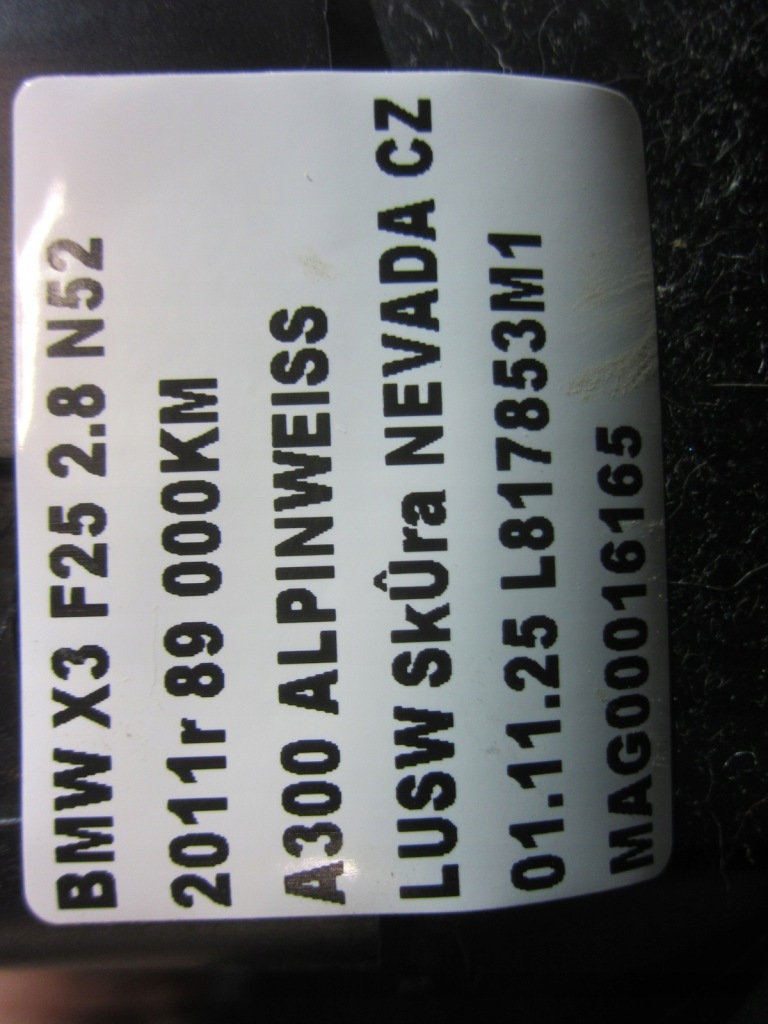 BMW X3 F25 2.8 N52
2011r 89 000KM
A300 ALPINWEISS
LUSW SkÛra NEVADA CZ
01.11.25 L817853M1
MAG00016165